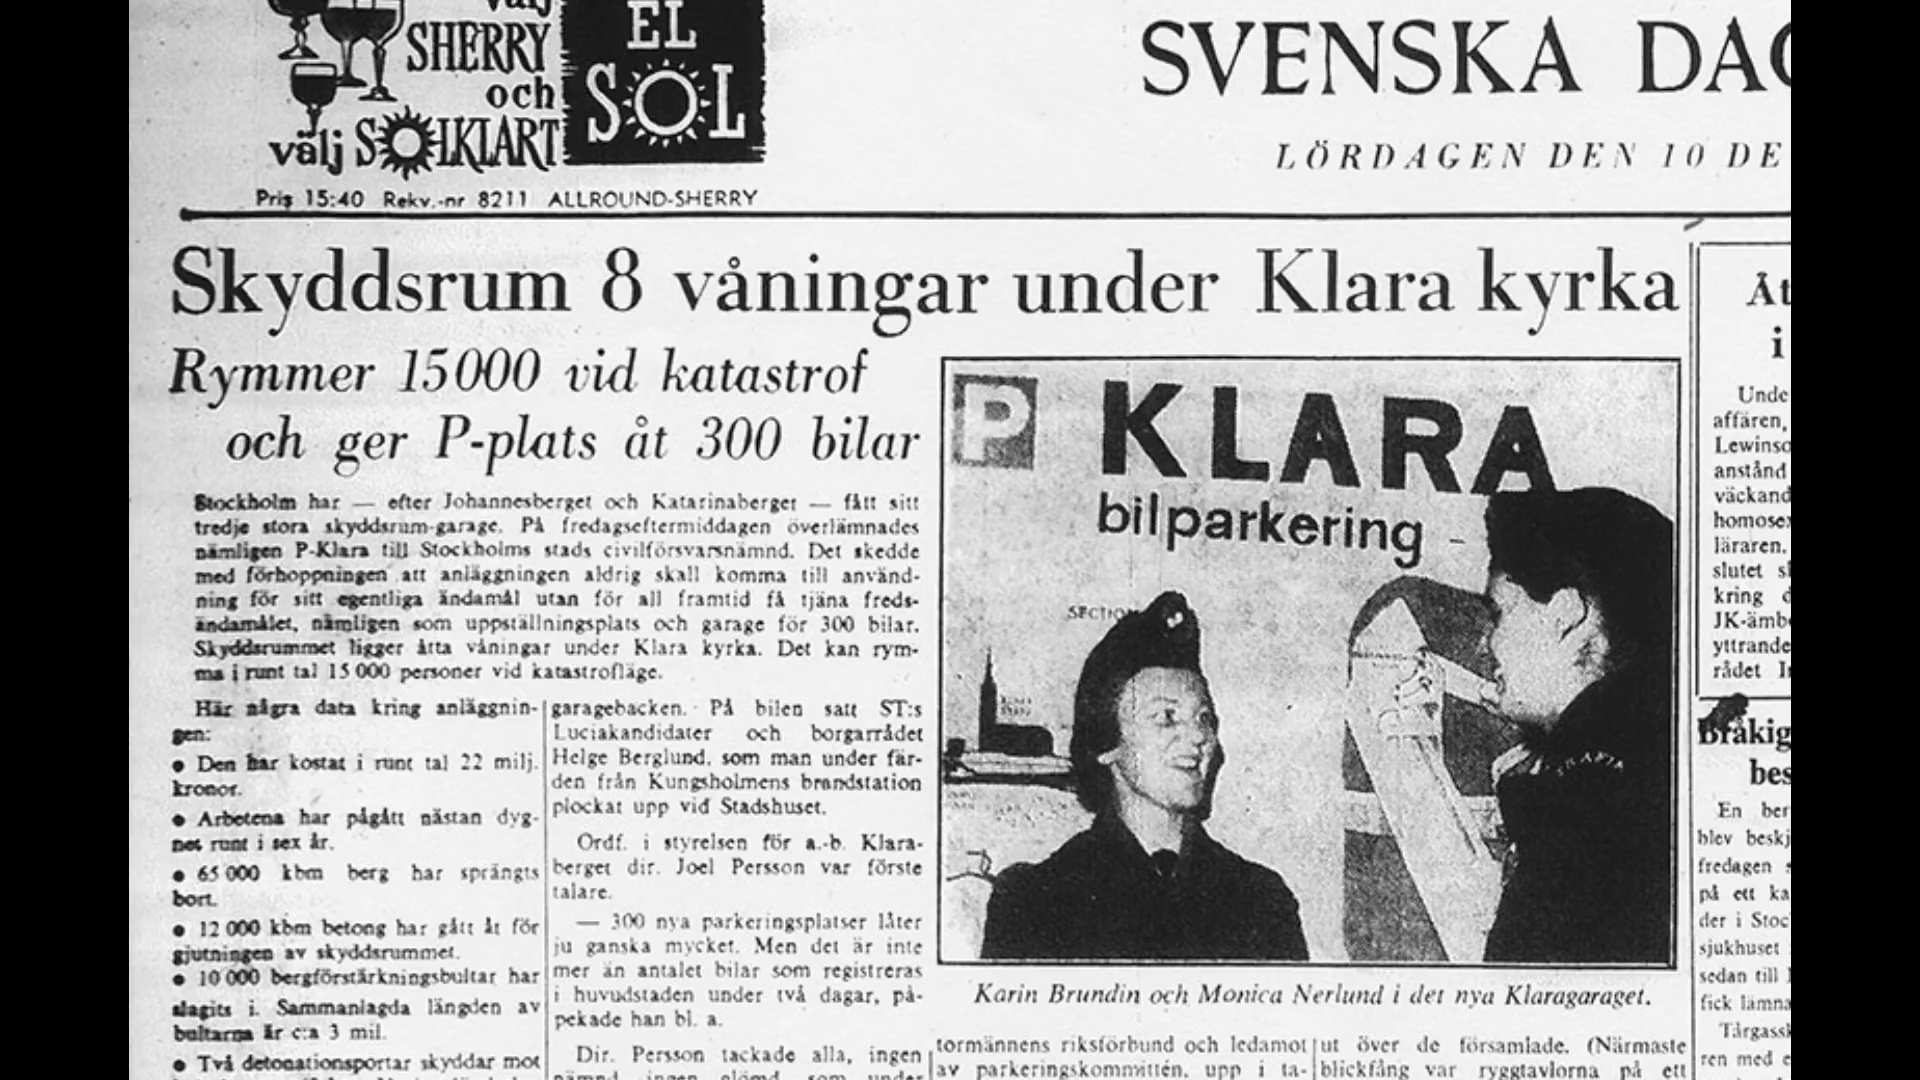 välj
SHERRY
och
välj SOLKLART
EL
SOL
Pris 15:40 Rekv.-nr 8211 ALLROUND-SHERRY
SVENSKA
LÖRDAGEN DEN 10 DE
Skyddsrum 8 våningar under Klara kyrka
Rymmer 15000 vid katastrof
och ger P-plats åt 300 bilar
Stockholm har — efter Johannesberget och Katarinaberget — fått sitt
tredje stora skyddsrum-garage. På fredagseftermiddagen överlämnades
nämligen P-Klara till Stockholms stads civilförsvarsnämnd. Det skedde
med förhoppningen att anläggningen aldrig skall komma till använd-
ning för sitt egentliga ändamål utan för all framtid få tjäna freds-
ändamålet, nämligen som uppställningsplats och garage för 300 bilar.
Skyddsrummet ligger åtta våningar under Klara kyrka. Det kan rym-
ma i runt tal 15 000 personer vid katastrofläge.
Här några data kring anläggnin-
gen:
● Den har kostat i runt tal 22 milj.
kronor.
● Arbetena har pågått nästan dyg-
net runt i sex år.
● 65 000 kbm berg har sprängts
bort.
● 12 000 kbm betong har gått åt för
gjutningen av skyddsrummet.
● 10 000 bergförstärkningsbultar har
slagits i. Sammanlagda längden av
bultarna är c:a 3 mil.
● Två detonationsportar skyddar mot
garagebacken. På bilen satt ST:s
Luciakandidater och borgarrådet
Helge Berglund, som man under fär-
den från Kungsholmens brandstation
plockat upp vid Stadshuset.
Ordf. i styrelsen för a.-b. Klara-
berget dir. Joel Persson var förste
talare.
— 300 nya parkeringsplatser låter
ju ganska mycket. Men det är inte
mer än antalet bilar som registreras
i huvudstaden under två dagar, på-
pekade han bl. a.
Dir. Persson tackade alla, ingen
nämnd ingen glömd, som under
P KLARA
bilparkering
SECTION
Karin Brundin och Monica Nerlund i det nya Klaragaraget.
tormännens riksförbund och ledamot
av parkeringskommittén, upp i ta-
ut över de församlade. (Närmaste
blickfång var ryggtavlorna på ett
Åt
i
Unde
affären,
Lewinso
anstånd
väckand
homose
läraren.
slutet
kring
JK-ämb
yttrande
rådet
Bråkig
bes
En ber
blev beskj
fredagen
på ett ka
der i Stoc
sjukhuset
sedan till
fick lämna
Tårgas
ren med e